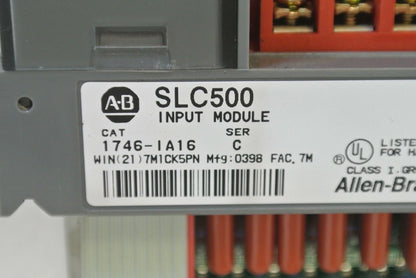 A-B SLC500
INPUT MODULE
CAT SER
1746-IA16 C
WIN(21)7M1CK5PN Mfg:0398 FAC.7M
UL LISTE
FOR HA
CLASS I, GR
Allen-Bra